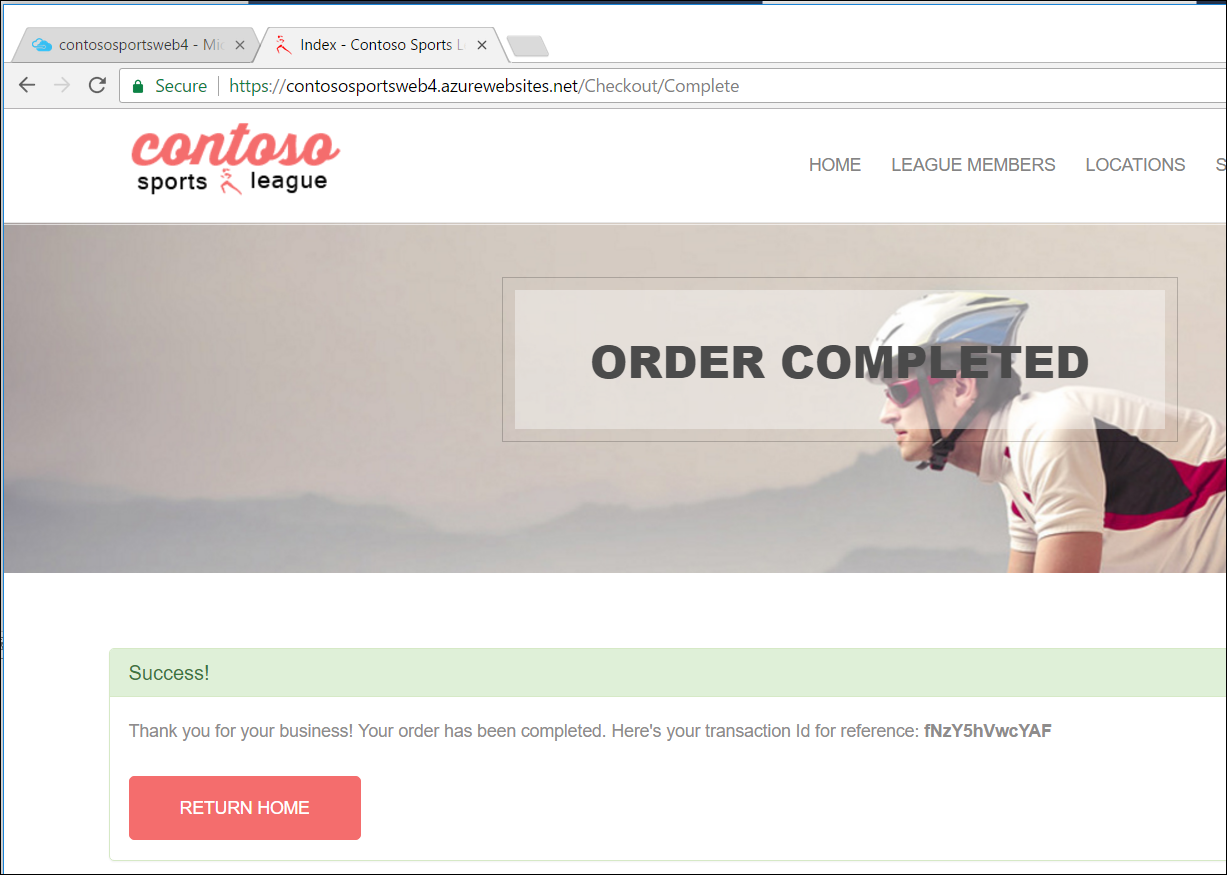 contososportsweb4 - Mi
Index - Contoso Sports L
Secure https://contososportsweb4.azurewebsites.net/Checkout/Complete
contoso
sports league
HOME LEAGUE MEMBERS LOCATIONS S
ORDER COMPLETED
Success!
Thank you for your business! Your order has been completed. Here's your transaction Id for reference: fNzY5hVwcYAF
RETURN HOME